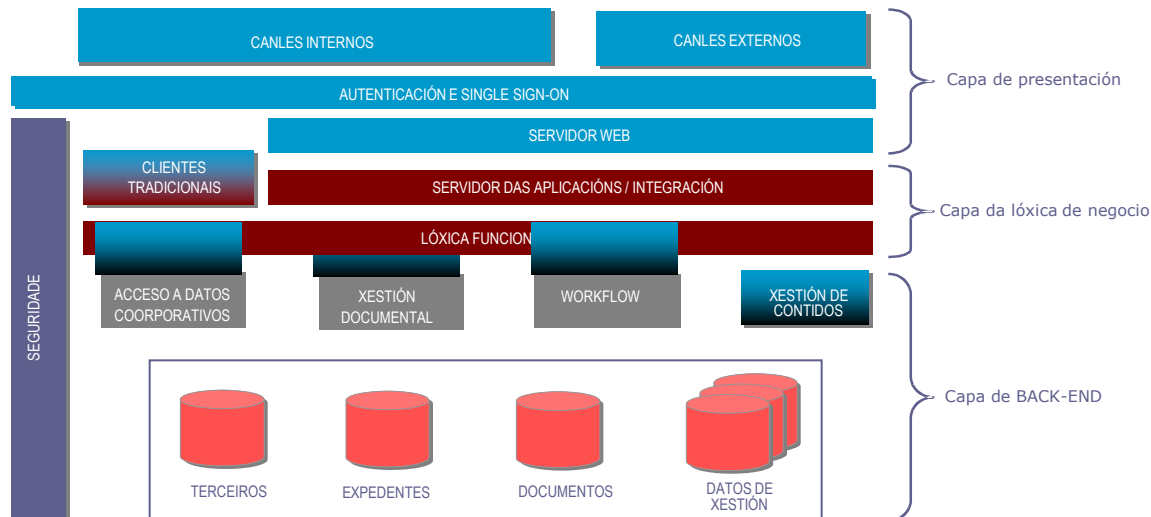 CANLES INTERNOS
CANLES EXTERNOS
Capa de presentación
AUTENTICACIÓN E SINGLE SIGN-ON
SERVIDOR WEB
CLIENTES
TRADICIONAIS
SERVIDOR DAS APLICACIÓNS / INTEGRACIÓN
Capa da lóxica de negocio
LÓXICA FUNCION
SEGURIDADE
ACCESO A DATOS
COORPORATIVOS
XESTIÓN
DOCUMENTAL
WORKFLOW
XESTIÓN DE
CONTIDOS
Capa de BACK-END
TERCEIROS
EXPEDENTES
DOCUMENTOS
DATOS DE
XESTIÓN